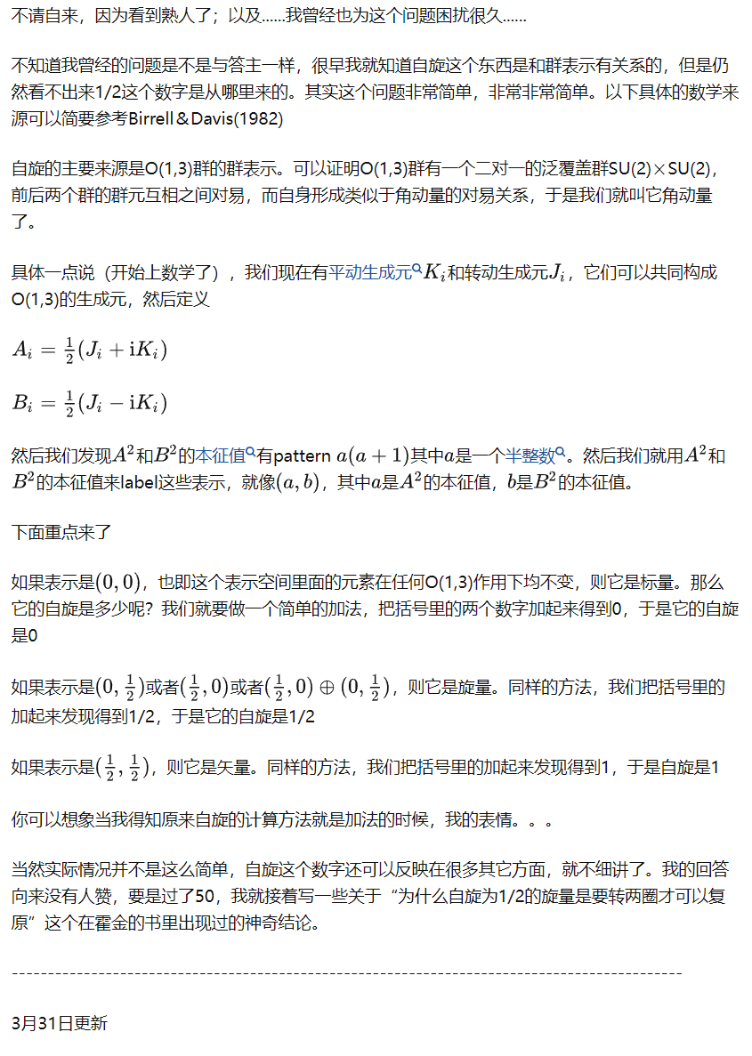 不请自来，因为看到熟人了；以及......我曾经也为这个问题困扰很久......
不知道我曾经的问题是不是与答主一样，很早我就知道自旋这个东西是和群表示有关系的，但是仍
然看不出来1/2这个数字是从哪里来的。其实这个问题非常简单，非常非常简单。以下具体的数学来
源可以简要参考Birrell＆Davis(1982)
自旋的主要来源是O(1,3)群的群表示。可以证明O(1,3)群有一个二对一的泛覆盖群SU(2)×SU(2)，
前后两个群的群元互相之间对易，而自身形成类似于角动量的对易关系，于是我们就叫它角动量
了。
具体一点说（开始上数学了），我们现在有平动生成元 K_i和转动生成元J_i，它们可以共同构成
O(1,3)的生成元，然后定义
A_i = 1/2(J_i + iK_i)
B_i = 1/2(J_i − iK_i)
然后我们发现A²和B²的本征值有pattern a(a + 1)其中a是一个半整数。然后我们就用A²和
B²的本征值来label这些表示，就像(a, b)，其中a是A²的本征值，b是B²的本征值。
下面重点来了
如果表示是(0, 0)，也即这个表示空间里面的元素在任何O(1,3)作用下均不变，则它是标量。那么
它的自旋是多少呢？我们就要做一个简单的加法，把括号里的两个数字加起来得到0，于是它的自旋
是0
如果表示是(0, 1/2)或者(1/2, 0)或者(1/2, 0) ⊕ (0, 1/2)，则它是旋量。同样的方法，我们把括号里的
加起来发现得到1/2，于是它的自旋是1/2
如果表示是(1/2, 1/2)，则它是矢量。同样的方法，我们把括号里的加起来发现得到1，于是自旋是1
你可以想象当我得知原来自旋的计算方法就是加法的时候，我的表情。。。
当然实际情况并不是这么简单，自旋这个数字还可以反映在很多其它方面，就不细讲了。我的回答
向来没有人赞，要是过了50，我就接着写一些关于“为什么自旋为1/2的旋量是要转两圈才可以复
原”这个在霍金的书里出现过的神奇结论。
---------------------------------------------------------------------------------------------
3月31日更新